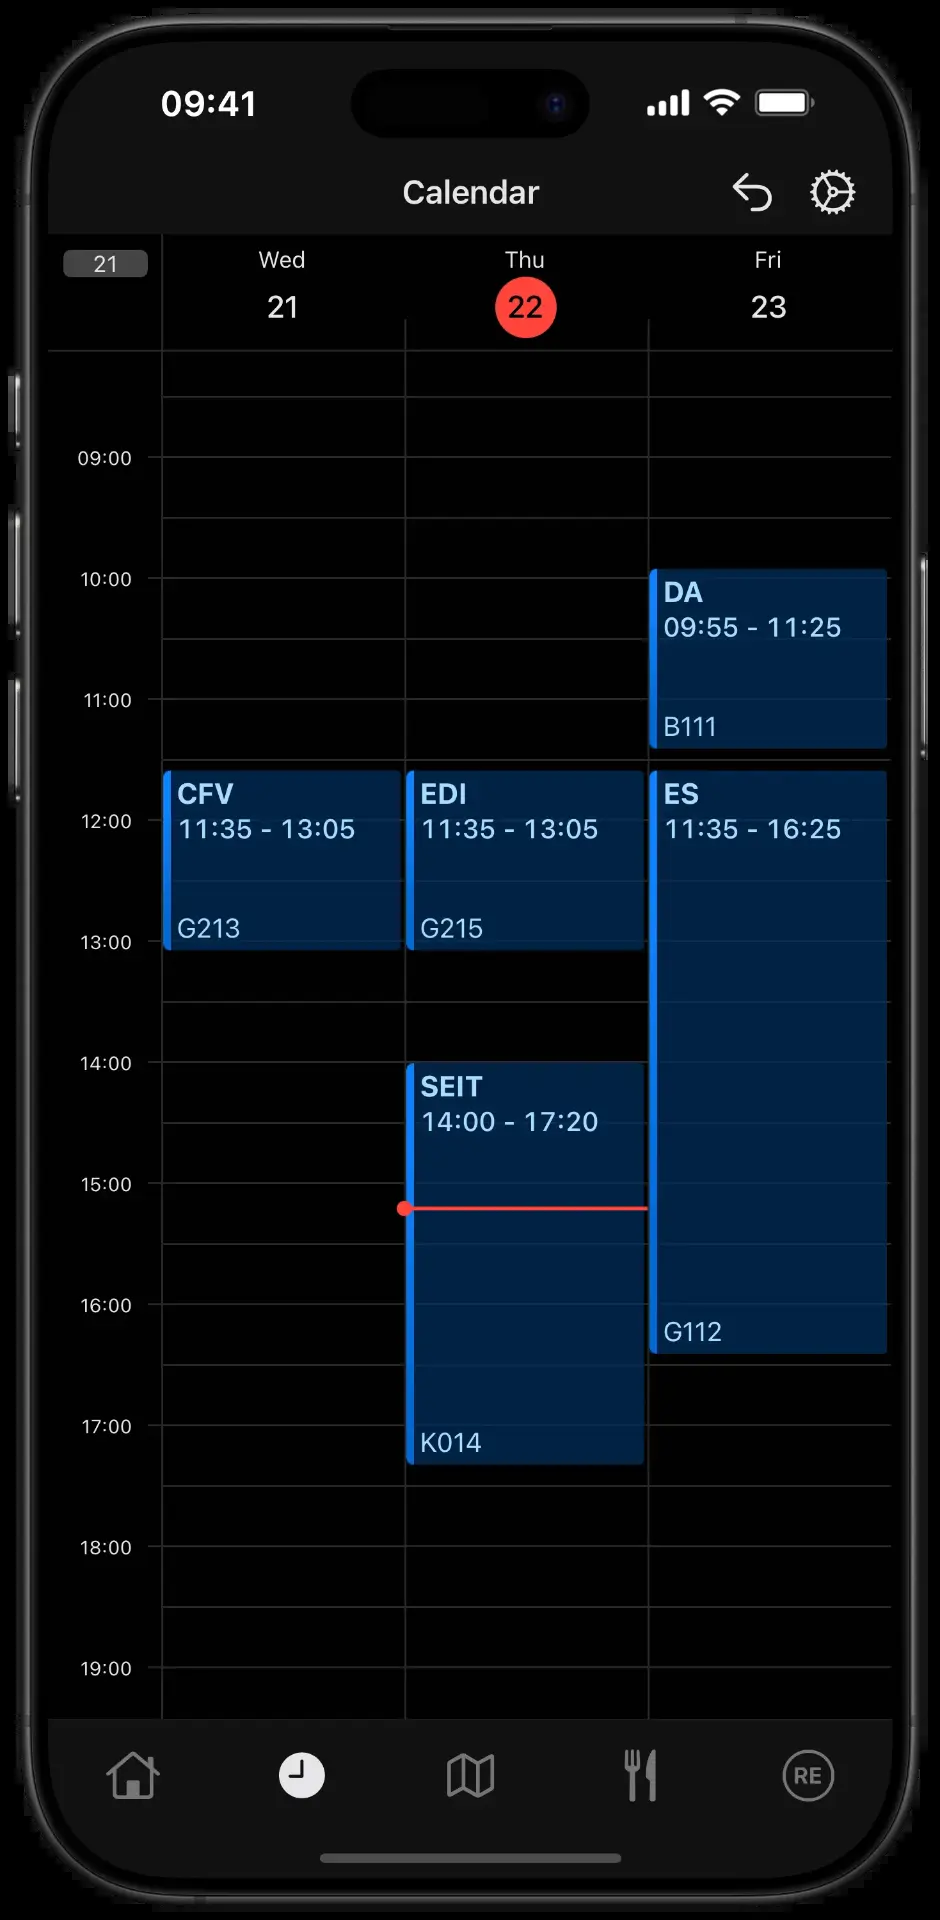 09:41
Calendar
21
Wed
Thu
Fri
21
22
23
09:00
10:00
11:00
12:00
13:00
14:00
15:00
16:00
17:00
18:00
19:00
CFV
11:35 - 13:05
G213
EDI
11:35 - 13:05
G215
SEIT
14:00 - 17:20
K014
DA
09:55 - 11:25
B111
ES
11:35 - 16:25
G112
RE